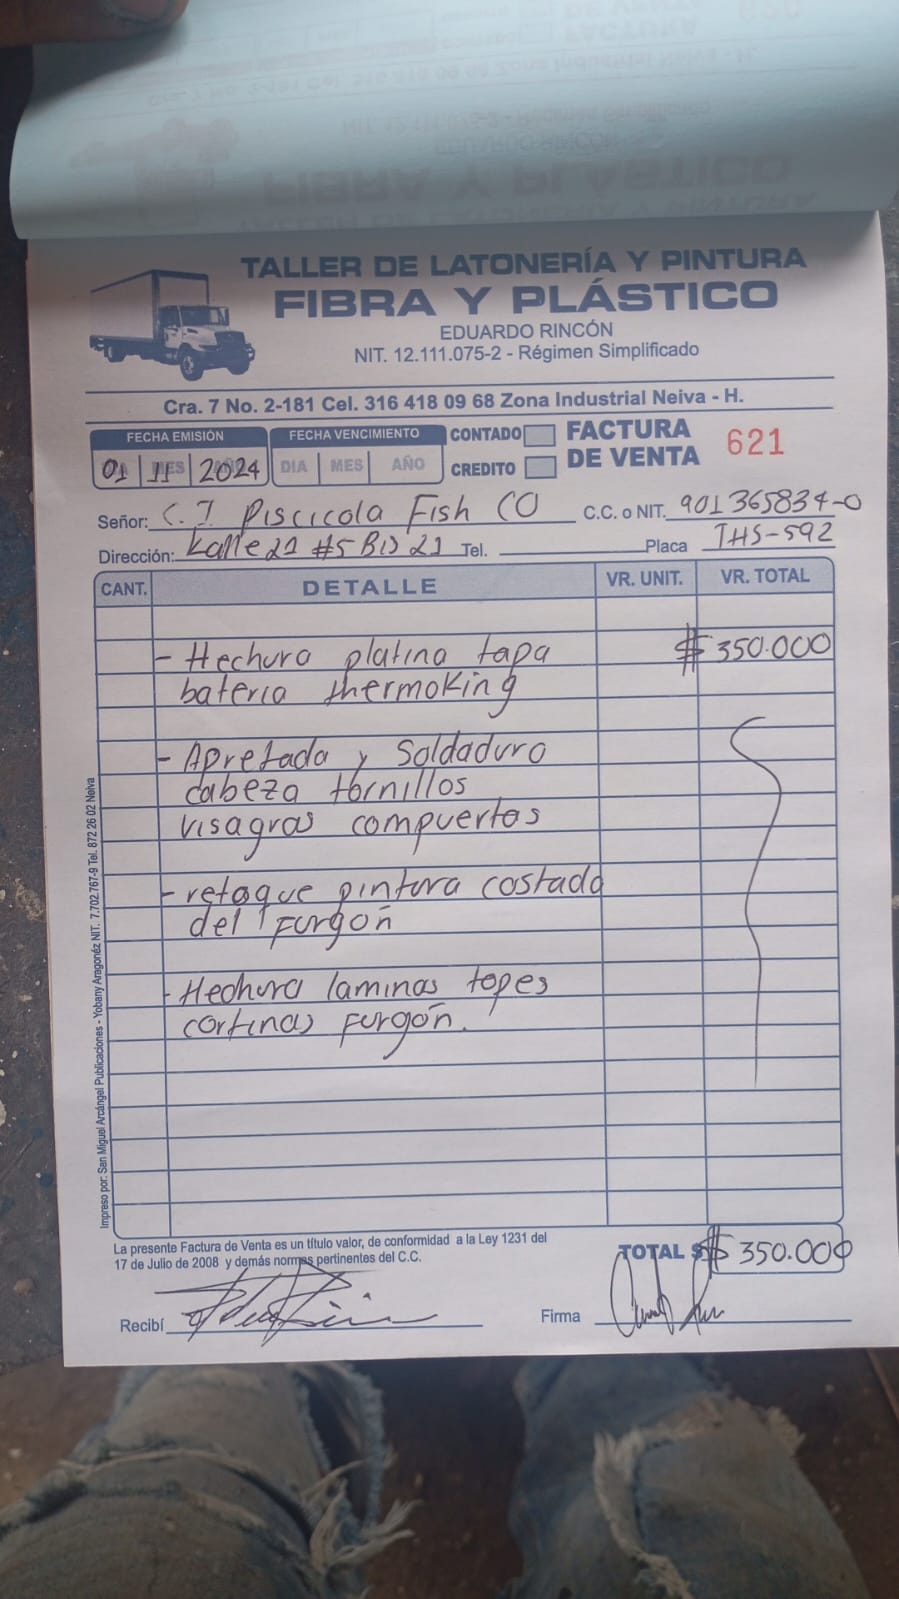 TALLER DE LATONERÍA Y PINTURA
FIBRA Y PLÁSTICO
EDUARDO RINCÓN
NIT. 12.111.075-2 - Régimen Simplificado
Cra. 7 No. 2-181 Cel. 316 418 09 68 Zona Industrial Neiva - H.
FECHA EMISIÓN FECHA VENCIMIENTO CONTADO FACTURA
DE VENTA 621
01 11 2024 DIA MES AÑO CREDITO
Señor: C.I. Piscicola Fish CO C.C. o NIT. 901365834-0
Dirección: Kalle 21 #5 Bis 21 Tel. Placa THS-592
CANT. DETALLE VR. UNIT. VR. TOTAL
- Hechura platina tapa $ 350.000
bateria thermoking
- Apretada y Soldadura
cabeza tornillos
visagras compuertas
- retoque pintura costado
del furgón
- Hechura laminas topes
cortinas furgón.
Impreso por: San Miguel Arcángel Publicaciones - Yobany Aragonéz NIT. 7.702.767-9 Tel. 872 26 02 Neiva
La presente Factura de Venta es un título valor, de conformidad a la Ley 1231 del
17 de Julio de 2008 y demás normas pertinentes del C.C.
TOTAL $ $ 350.000
Recibí Firma